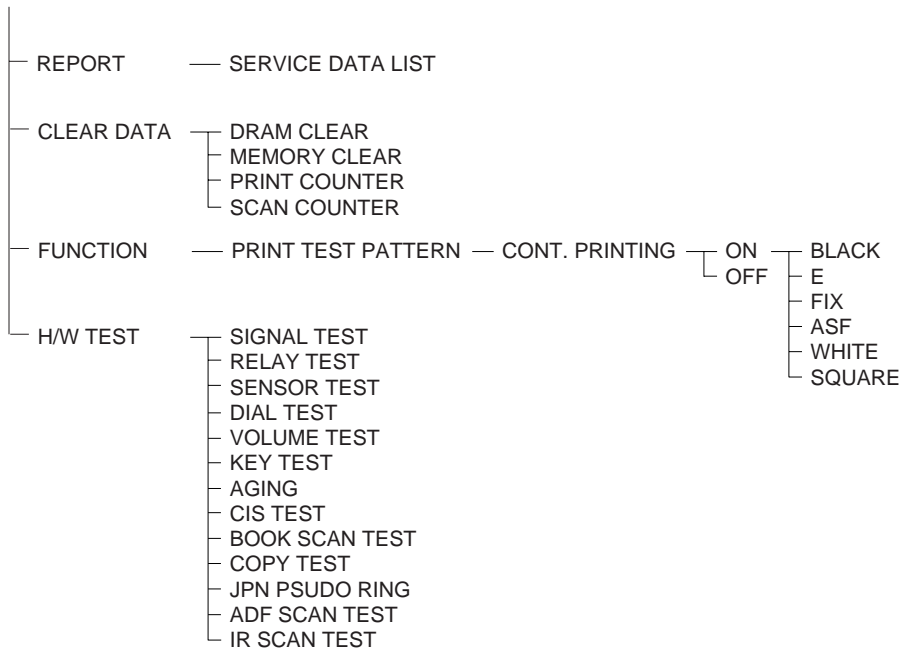 REPORT SERVICE DATA LIST
CLEAR DATA DRAM CLEAR
MEMORY CLEAR
PRINT COUNTER
SCAN COUNTER
FUNCTION PRINT TEST PATTERN CONT. PRINTING ON BLACK
OFF E
FIX
ASF
WHITE
SQUARE
H/W TEST SIGNAL TEST
RELAY TEST
SENSOR TEST
DIAL TEST
VOLUME TEST
KEY TEST
AGING
CIS TEST
BOOK SCAN TEST
COPY TEST
JPN PSUDO RING
ADF SCAN TEST
IR SCAN TEST